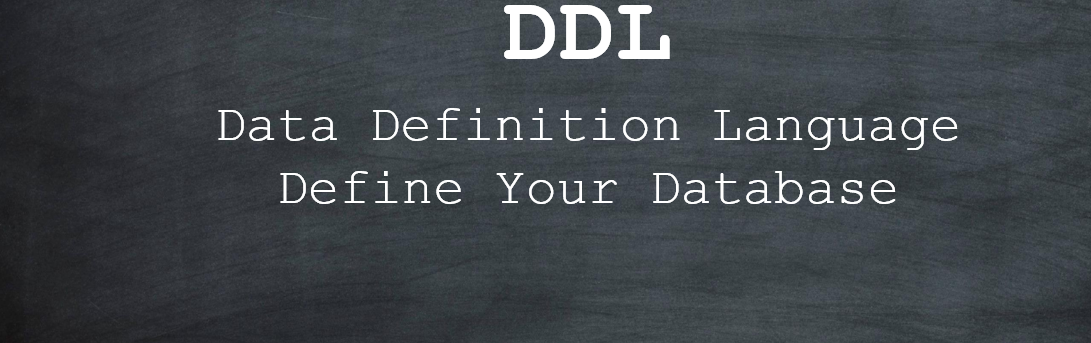 DDL
Data Definition Language
Define Your Database